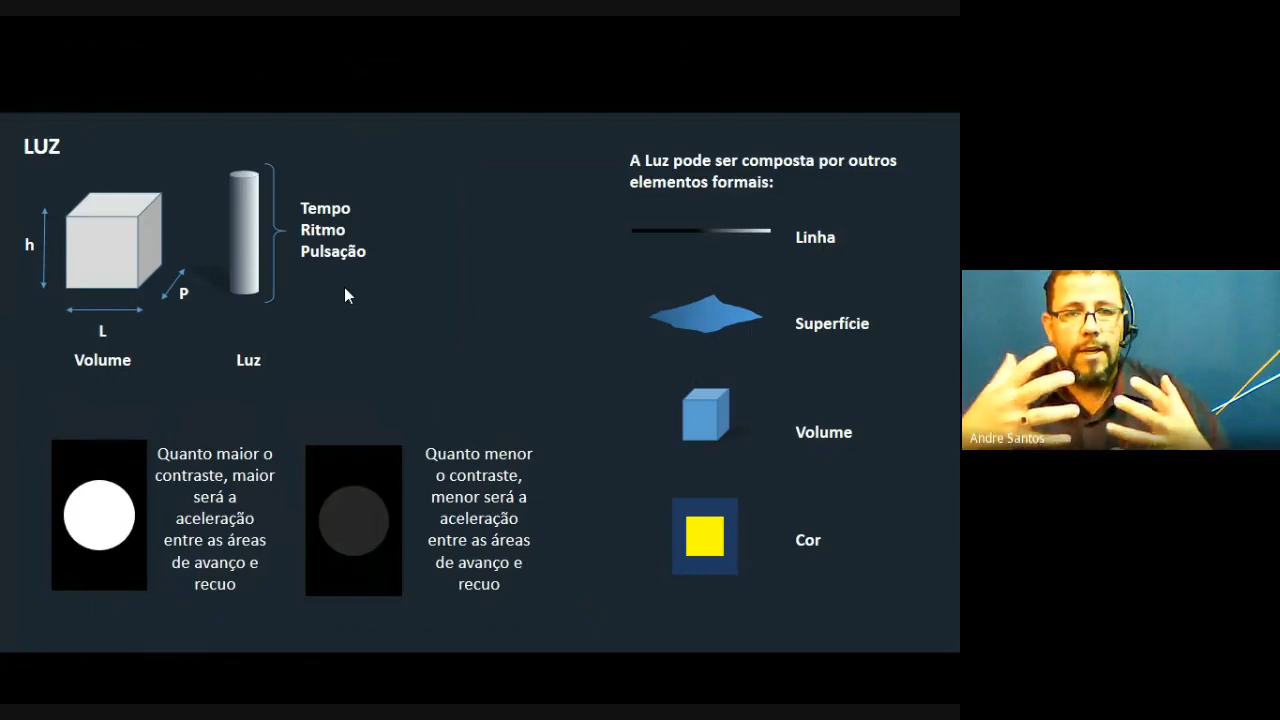 LUZ
h
P
L
Volume
Luz
Tempo
Ritmo
Pulsação
Quanto maior o
contraste, maior
será a
aceleração
entre as áreas
de avanço e
recuo
Quanto menor
o contraste,
menor será a
aceleração
entre as áreas
de avanço e
recuo
A Luz pode ser composta por outros
elementos formais:
Linha
Superfície
Volume
Cor
Andre Santos